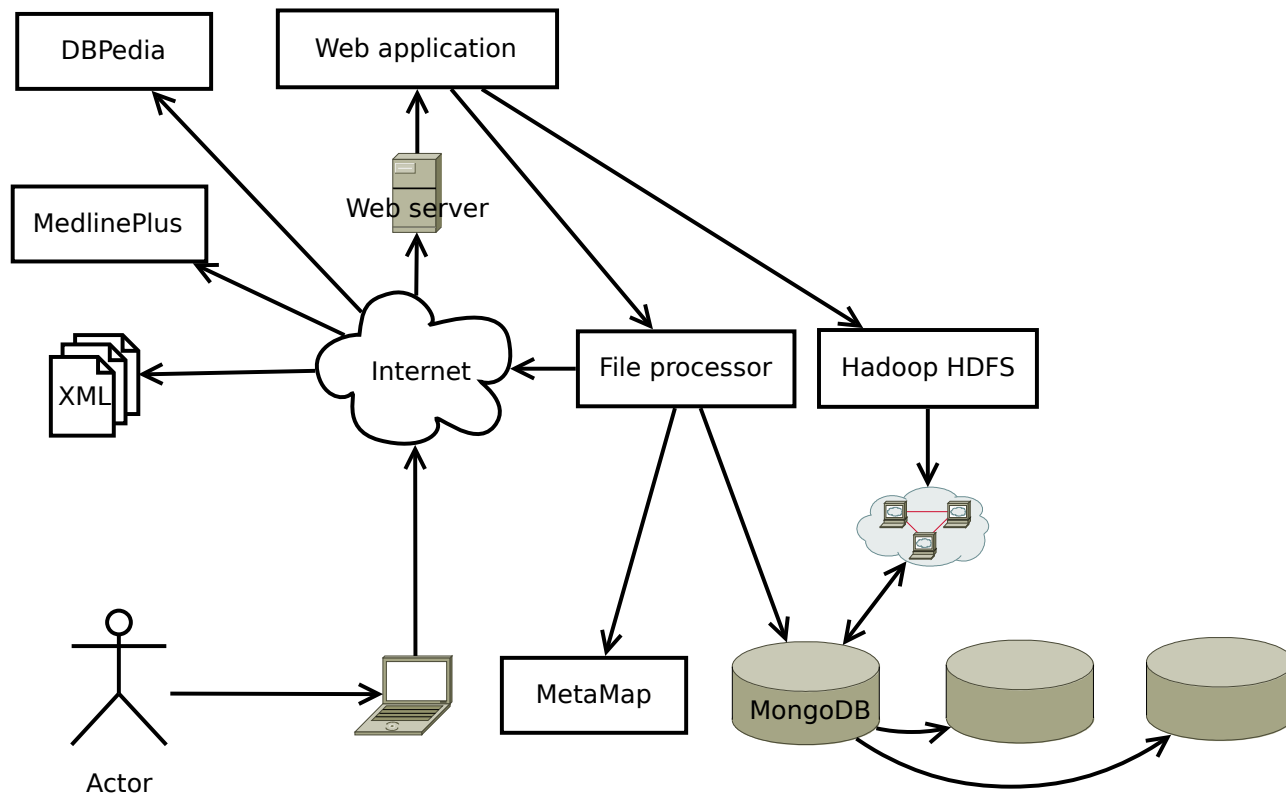 DBPedia
Web application
Web server
MedlinePlus
Internet
File processor
Hadoop HDFS
XML
MetaMap
MongoDB
Actor